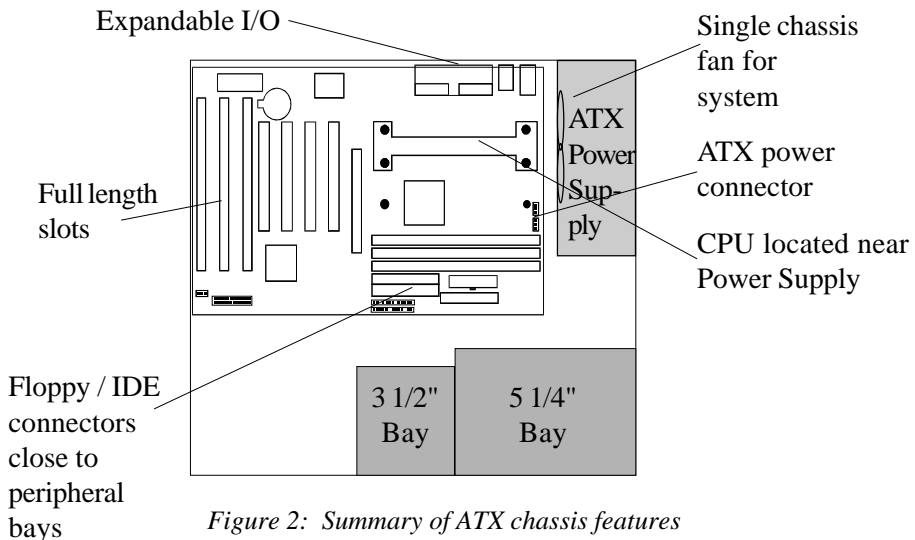 Expandable I/O
Single chassis
fan for
system
ATX
Power
Sup-
ply
ATX power
connector
Full length
slots
CPU located near
Power Supply
Floppy / IDE
connectors
close to
peripheral
bays
3 1/2"
Bay
5 1/4"
Bay
Figure 2: Summary of ATX chassis features